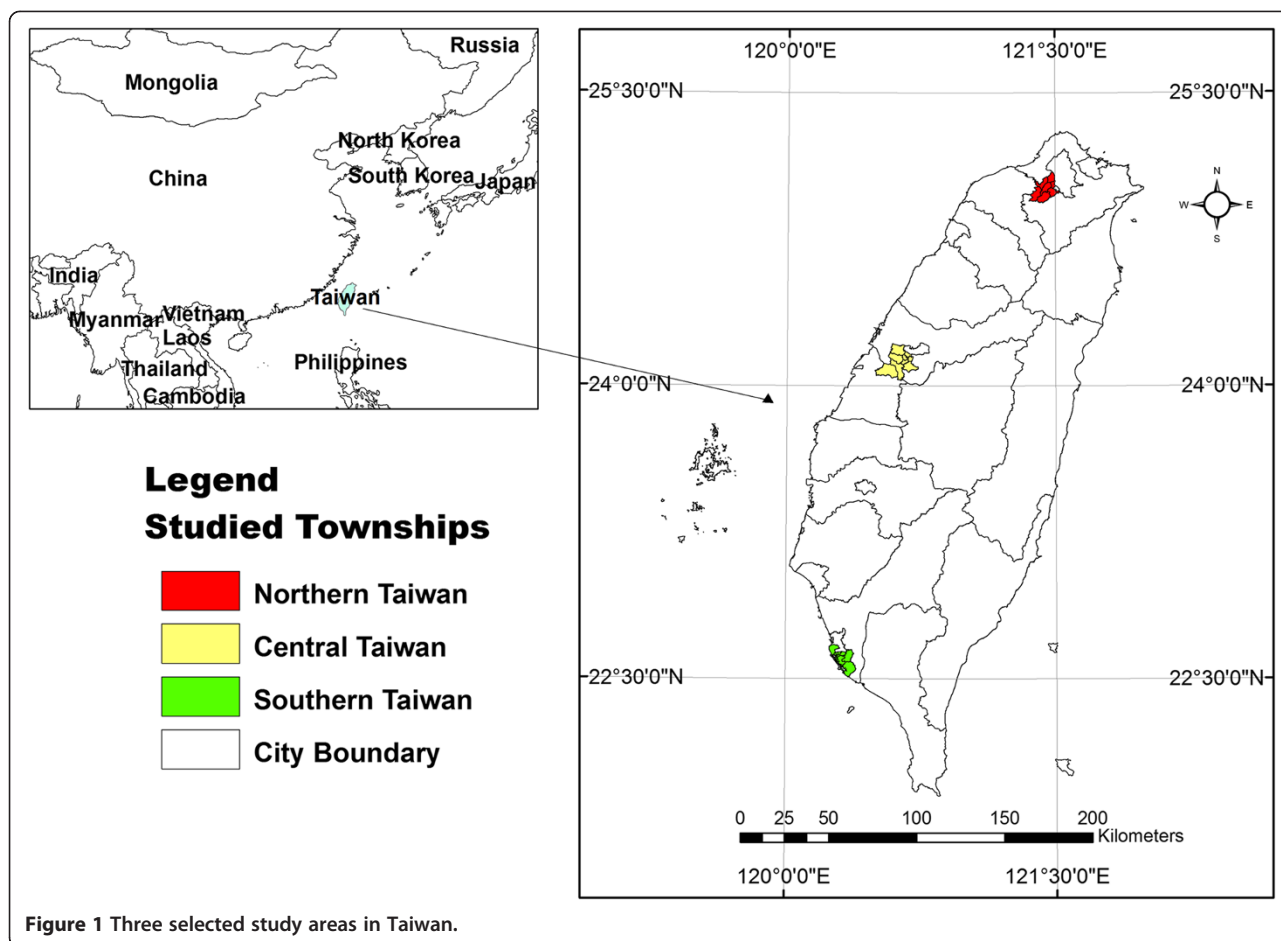 Russia
Mongolia
North Korea
China
South Korea
Japan
India
Taiwan
Myanmar
Vietnam
Laos
Thailand
Philippines
Cambodia
Legend
Studied Townships
Northern Taiwan
Central Taiwan
Southern Taiwan
City Boundary
120°0'0"E
121°30'0"E
25°30'0"N
25°30'0"N
N
W
E
S
24°0'0"N
24°0'0"N
22°30'0"N
22°30'0"N
0 25 50 100 150 200
Kilometers
120°0'0"E
121°30'0"E
Figure 1 Three selected study areas in Taiwan.